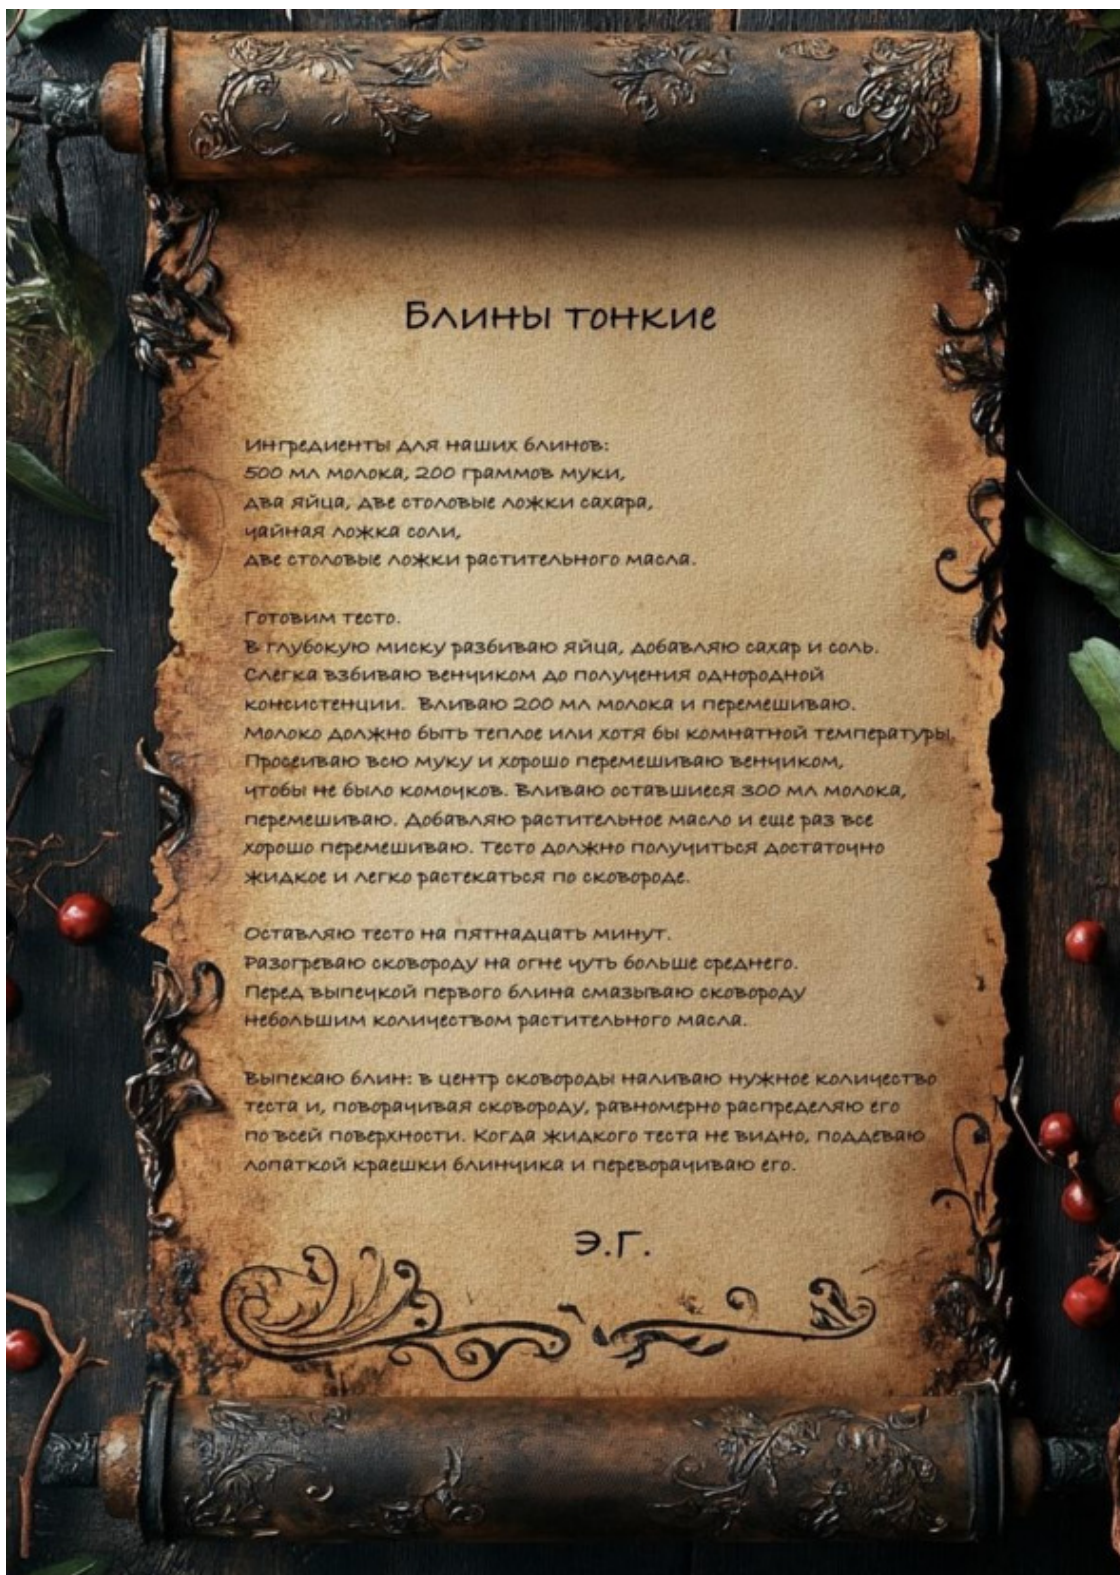 Блины тонкие
Ингредиенты для наших блинов:
500 мл молока, 200 граммов муки,
два яйца, две столовые ложки сахара,
чайная ложка соли,
две столовые ложки растительного масла.
Готовим тесто.
В глубокую миску разбиваю яйца, добавляю сахар и соль.
Слегка взбиваю венчиком до получения однородной
консистенции. Вливаю 200 мл молока и перемешиваю.
Молоко должно быть теплое или хотя бы комнатной температуры.
Просеиваю всю муку и хорошо перемешиваю венчиком,
чтобы не было комочков. Вливаю оставшиеся 300 мл молока,
перемешиваю. Добавляю растительное масло и еще раз все
хорошо перемешиваю. Тесто должно получиться достаточно
жидкое и легко растекаться по сковороде.
Оставляю тесто на пятнадцать минут.
Разогреваю сковороду на огне чуть больше среднего.
Перед выпечкой первого блина смазываю сковороду
небольшим количеством растительного масла.
Выпекаю блин: в центр сковороды наливаю нужное количество
теста и, поворачивая сковороду, равномерно распределяю его
по всей поверхности. Когда жидкого теста не видно, поддеваю
лопаткой краешки блинчика и переворачиваю его.
Э.Г.